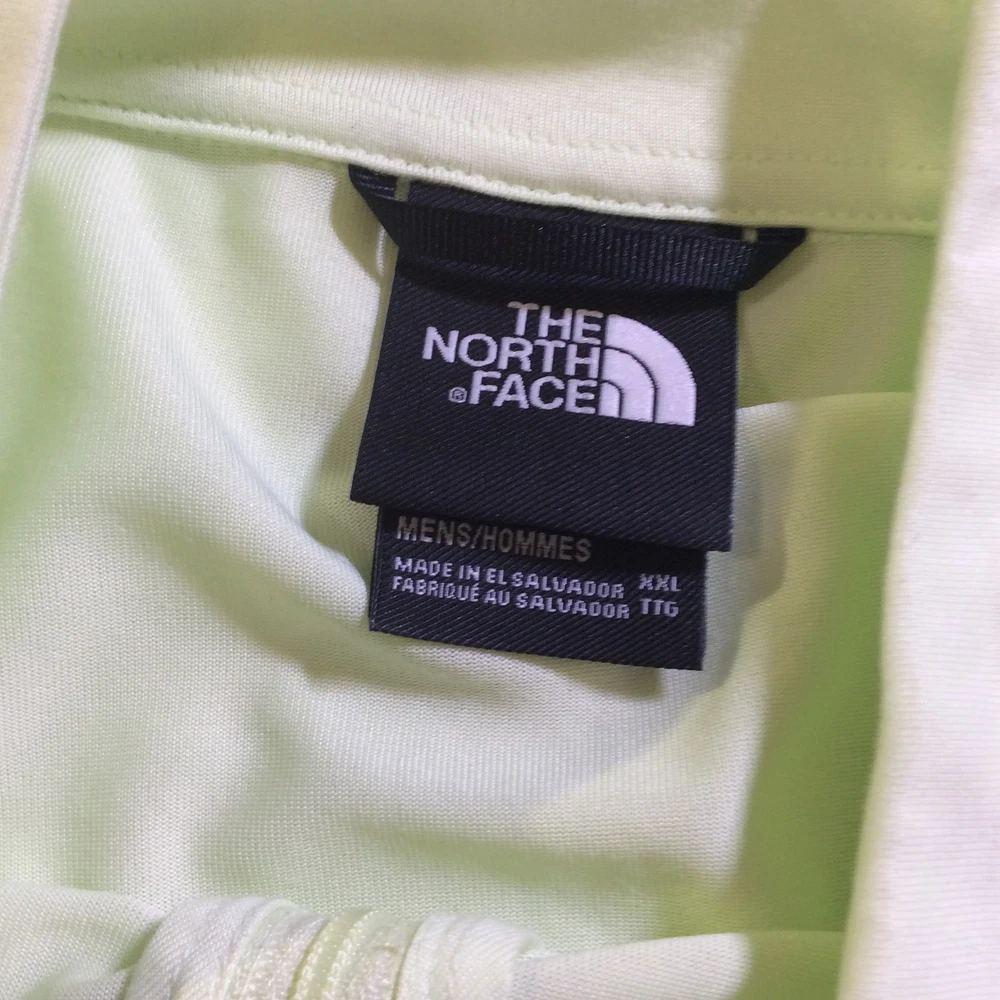 THE
NORTH
®FACE
MENS/HOMMES
MADE IN EL SALVADOR XXL
FABRIQUÉ AU SALVADOR TTG